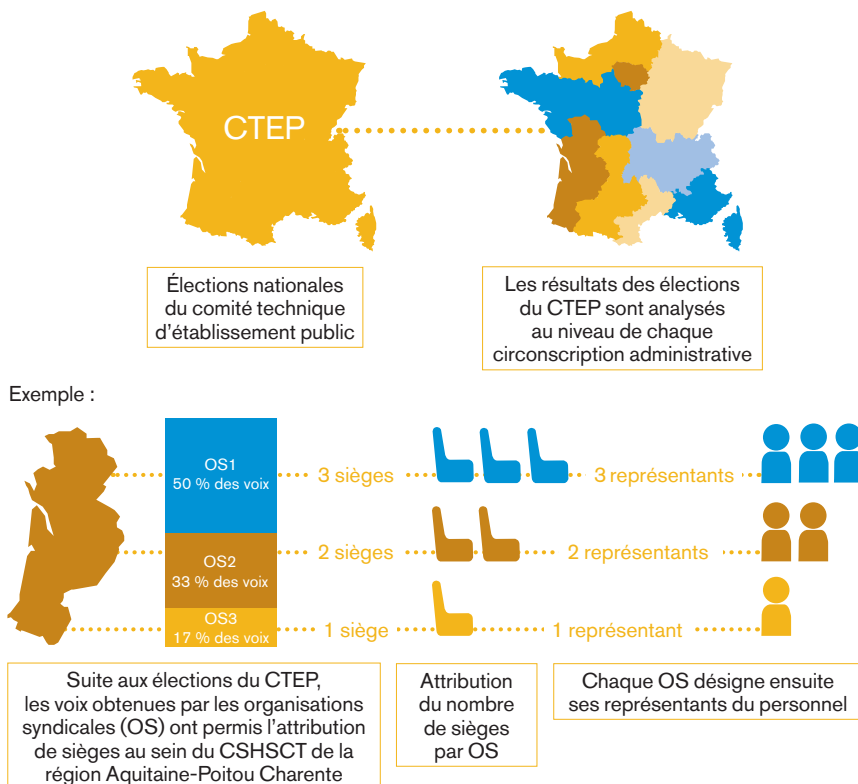 CTEP
Élections nationales
du comité technique
d'établissement public
Les résultats des élections
du CTEP sont analysés
au niveau de chaque
circonscription administrative
Exemple :
OS1
50 % des voix
3 sièges
3 représentants
OS2
33 % des voix
2 sièges
2 représentants
OS3
17 % des voix
1 siège
1 représentant
Suite aux élections du CTEP,
les voix obtenues par les organisations
syndicales (OS) ont permis l'attribution
de sièges au sein du CSHSCT de la
région Aquitaine-Poitou Charente
Attribution
du nombre
de sièges
par OS
Chaque OS désigne ensuite
ses représentants du personnel